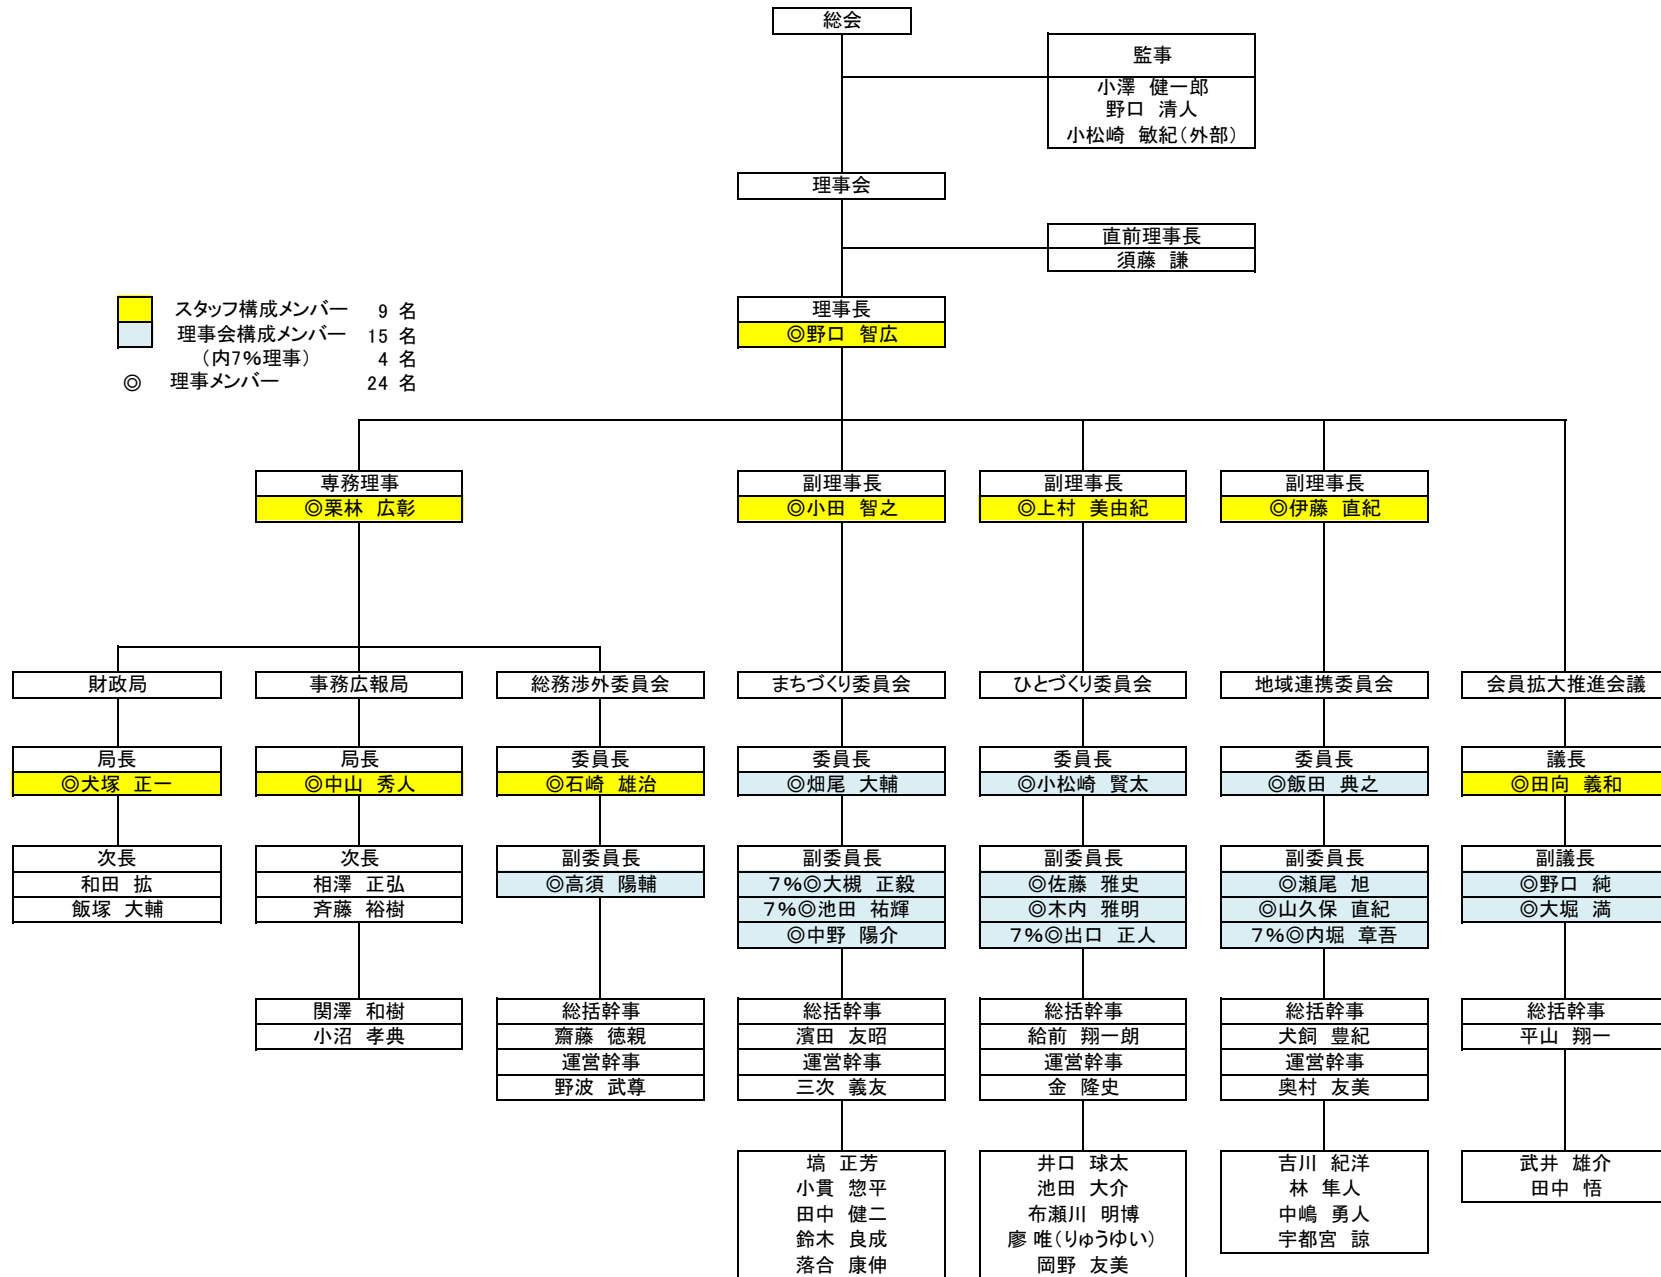 総会
監事
小澤 健一郎
野口 清人
小松崎 敏紀(外部)
理事会
直前理事長
須藤 謙
スタッフ構成メンバー 9 名
理事会構成メンバー 15 名
(内7%理事) 4 名
◎ 理事メンバー 24 名
理事長
◎野口 智広
専務理事
◎栗林 広彰
副理事長
◎小田 智之
副理事長
◎上村 美由紀
副理事長
◎伊藤 直紀
財政局
局長
◎犬塚 正一
次長
和田 拡
飯塚 大輔
事務広報局
局長
◎中山 秀人
次長
相澤 正弘
斉藤 裕樹
関澤 和樹
小沼 孝典
総務渉外委員会
委員長
◎石崎 雄治
副委員長
◎高須 陽輔
総括幹事
齋藤 徳親
運営幹事
野波 武尊
まちづくり委員会
委員長
◎畑尾 大輔
副委員長
7%◎大槻 正毅
7%◎池田 祐輝
◎中野 陽介
総括幹事
濱田 友昭
運営幹事
三次 義友
塙 正芳
小貫 惣平
田中 健二
鈴木 良成
落合 康伸
ひとづくり委員会
委員長
◎小松崎 賢太
副委員長
◎佐藤 雅史
◎木内 雅明
7%◎出口 正人
総括幹事
給前 翔一朗
運営幹事
金 隆史
井口 球太
池田 大介
布瀬川 明博
廖 唯(りゅうゆい)
岡野 友美
地域連携委員会
委員長
◎飯田 典之
副委員長
◎瀬尾 旭
◎山久保 直紀
7%◎内堀 章吾
総括幹事
犬飼 豊紀
運営幹事
奥村 友美
吉川 紀洋
林 隼人
中嶋 勇人
宇都宮 諒
会員拡大推進会議
議長
◎田向 義和
副議長
◎野口 純
◎大堀 満
総括幹事
平山 翔一
武井 雄介
田中 悟